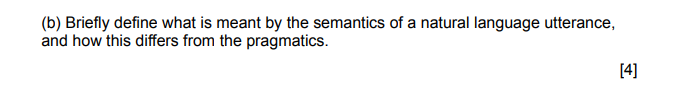 (b) Briefly define what is meant by the semantics of a natural language utterance,
and how this differs from the pragmatics.
[4]